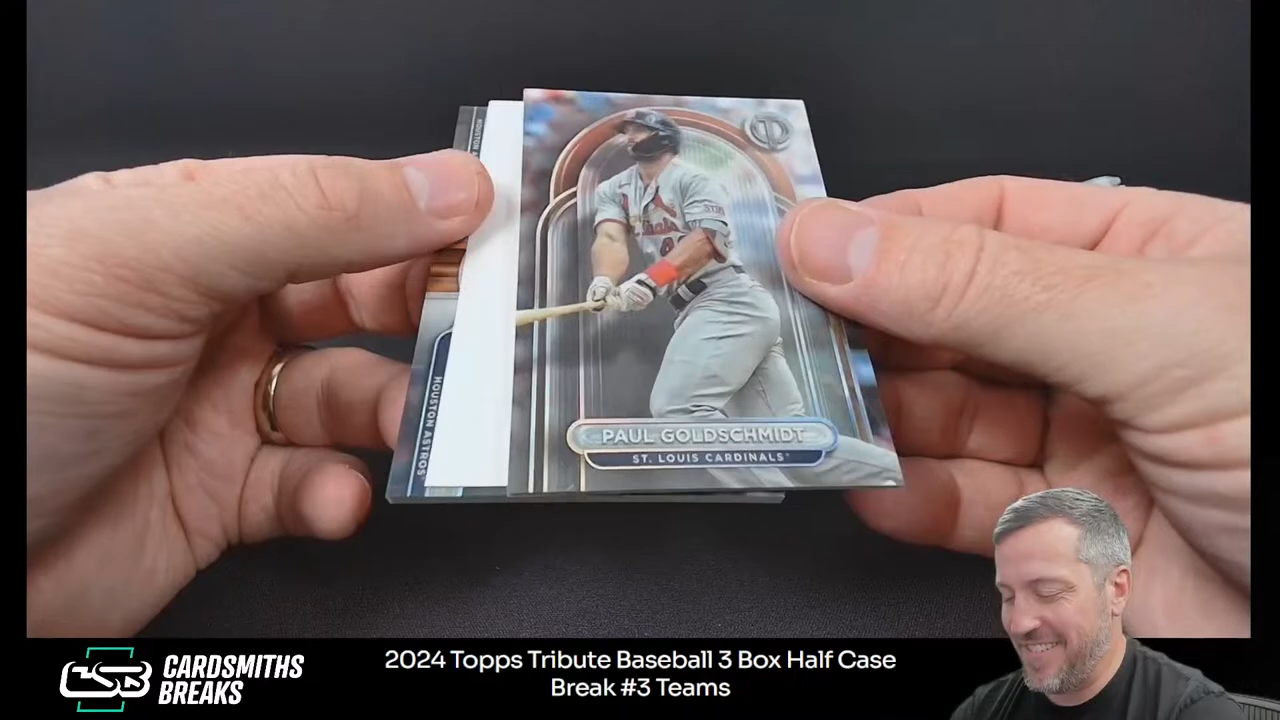 PAUL GOLDSCHMIDT
ST. LOUIS CARDINALS
HOUSTON ASTROS
CSB
CARDSMITHS
BREAKS
2024 Topps Tribute Baseball 3 Box Half Case
Break #3 Teams